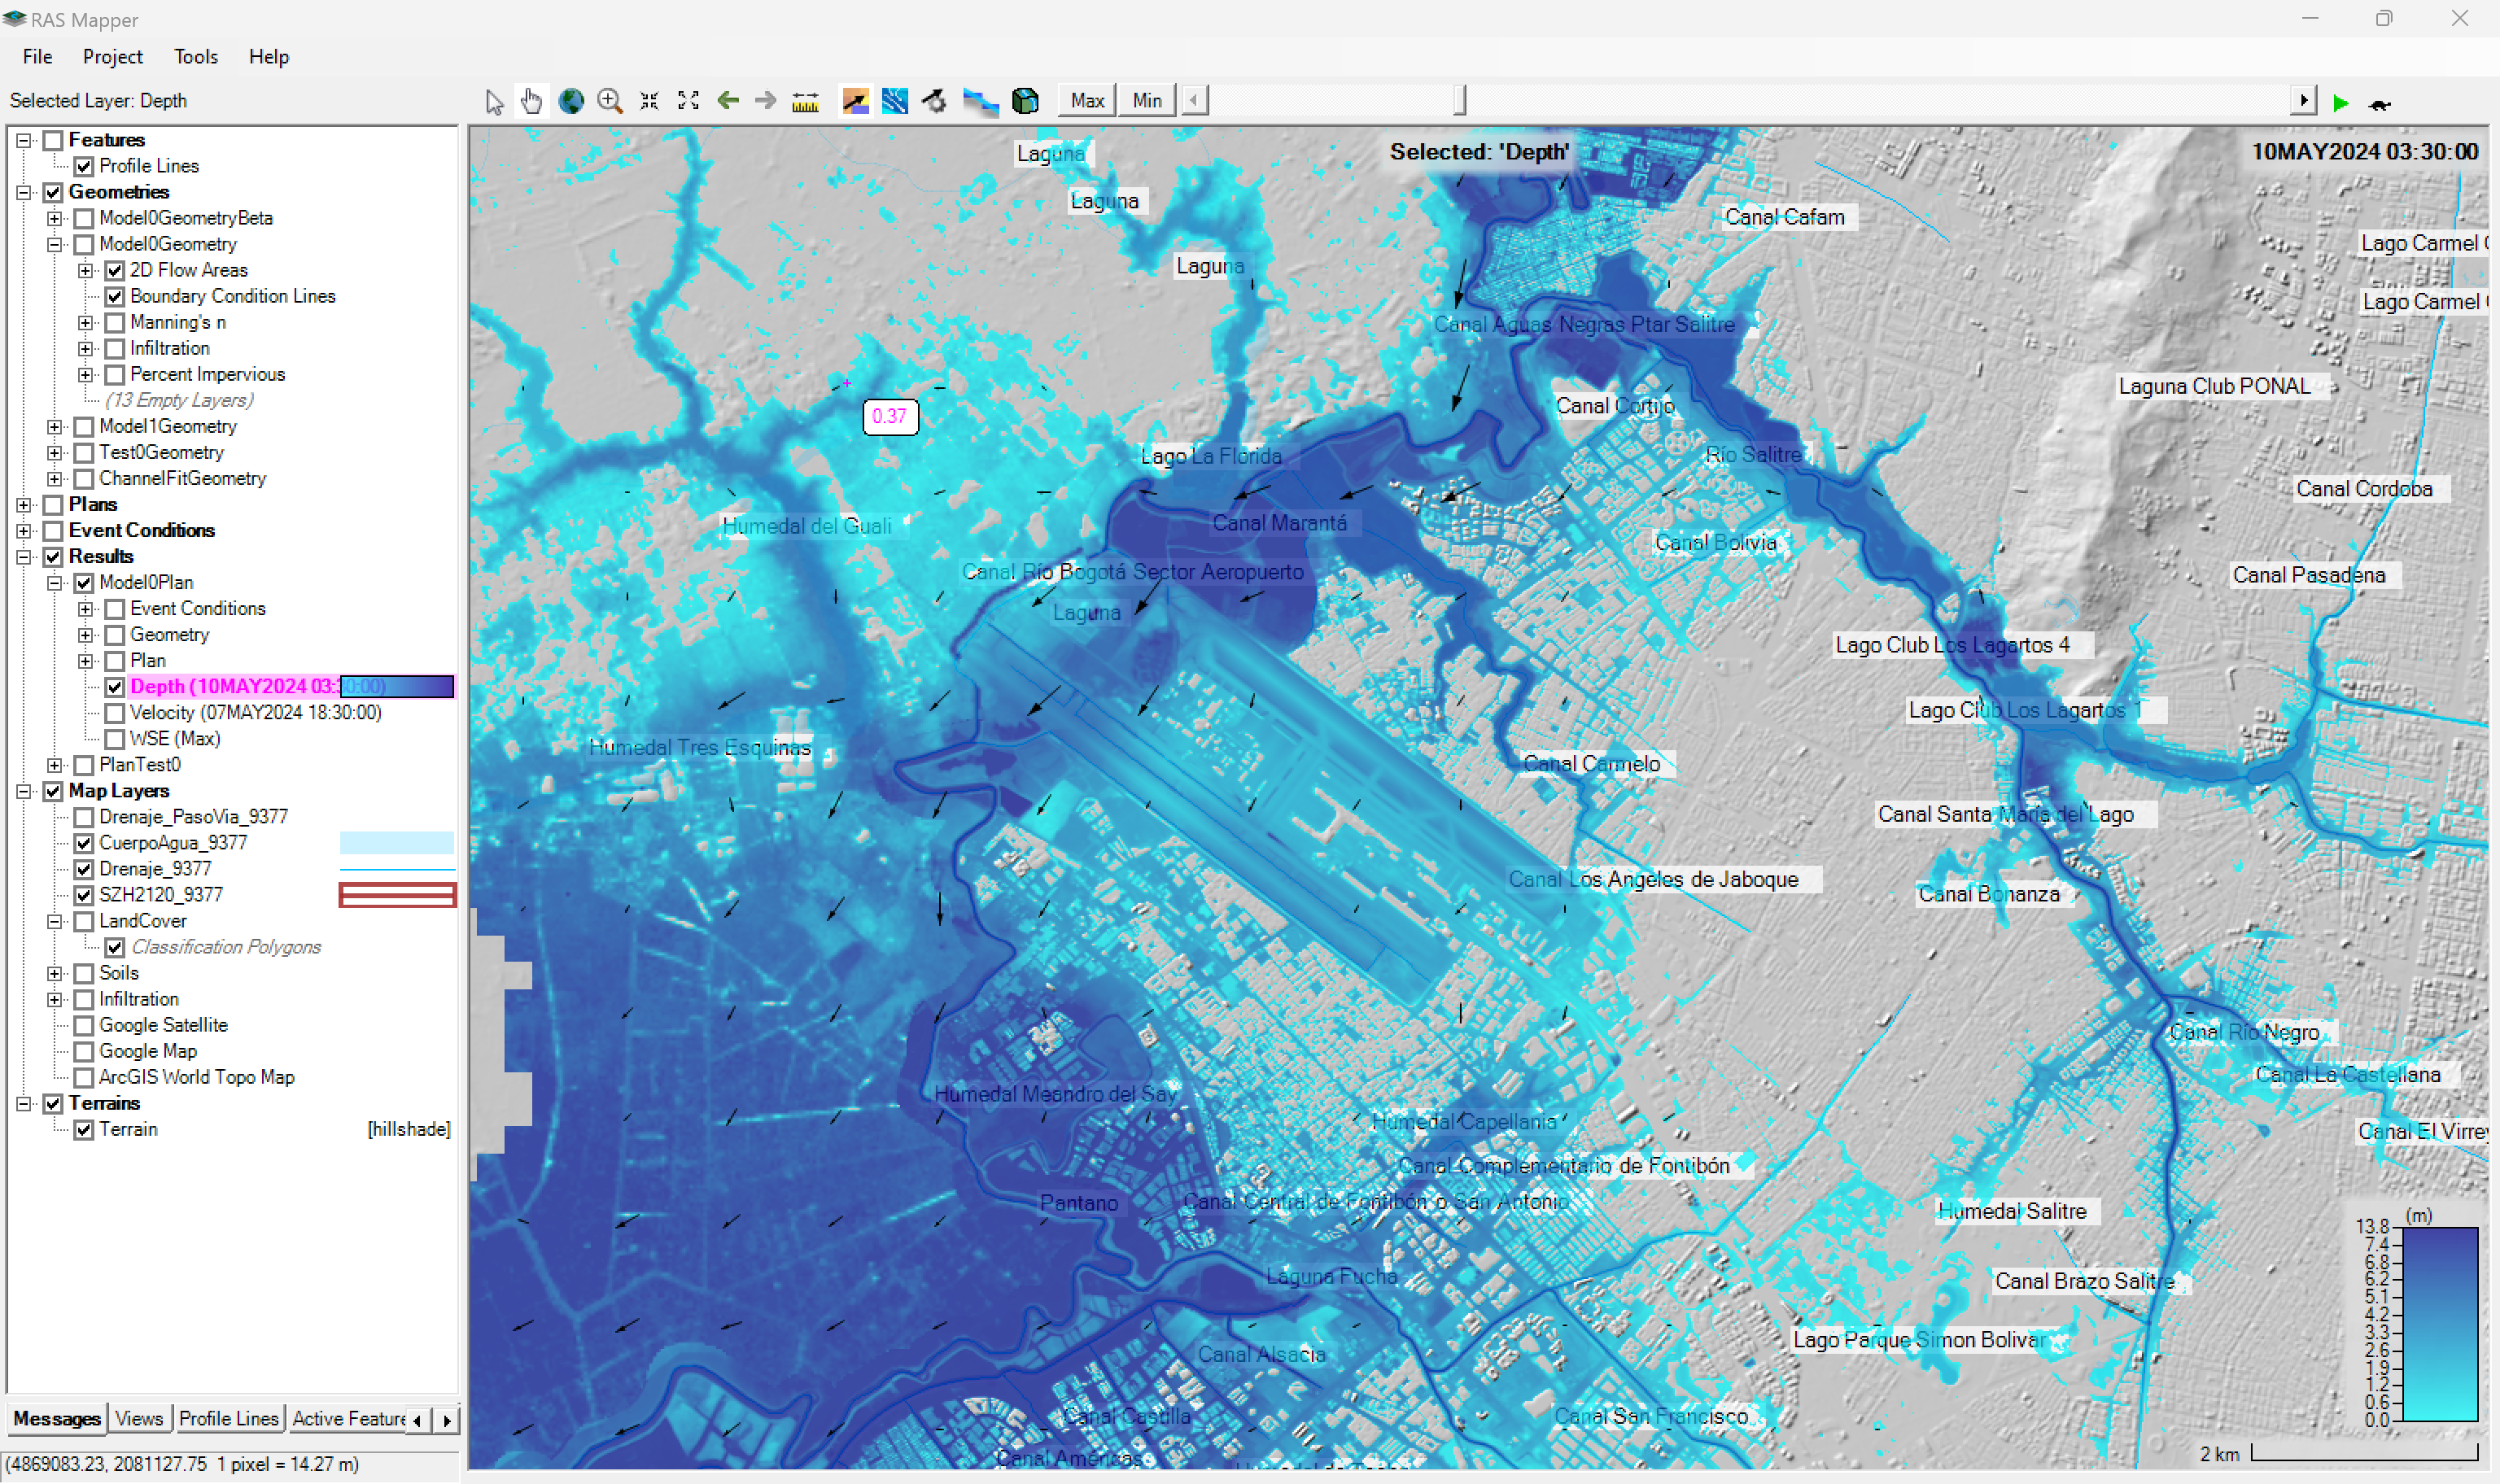 RAS Mapper
File Project Tools Help
Selected Layer: Depth
Max Min
Features
Profile Lines
Geometries
Model0GeometryBeta
Model0Geometry
2D Flow Areas
Boundary Condition Lines
Manning's n
Infiltration
Percent Impervious
(13 Empty Layers)
Model1Geometry
Test0Geometry
ChannelFitGeometry
Plans
Event Conditions
Results
Model0Plan
Event Conditions
Geometry
Plan
Depth (10MAY2024 03:30:00)
Velocity (07MAY2024 18:30:00)
WSE (Max)
PlanTest0
Map Layers
Drenaje_PasoVia_9377
CuerpoAgua_9377
Drenaje_9377
SZH2120_9377
LandCover
Classification Polygons
Soils
Infiltration
Google Satellite
Google Map
ArcGIS World Topo Map
Terrains
Terrain [hillshade]
Messages Views Profile Lines Active Feature
(4869083.23, 2081127.75 1 pixel = 14.27 m)
Selected: 'Depth'
10MAY2024 03:30:00
Laguna
Laguna
Canal Cafam
Lago Carmel C
Laguna
Lago Carmel C
Canal Aguas Negras Ptar Salitre
Laguna Club PONAL
Canal Cortijo
0.37
Lago La Florida
Río Salitre
Canal Cordoba
Humedal del Gualí
Canal Marantá
Canal Bolivia
Canal Río Bogotá Sector Aeropuerto
Canal Pasadena
Laguna
Lago Club Los Lagartos 4
Lago Club Los Lagartos 1
Humedal Tres Esquinas
Canal Carmelo
Canal Santa María del Lago
Canal Los Angeles de Jaboque
Canal Bonanza
Canal Río Negro
Canal La Castellana
Humedal Meandro del Say
Humedal Capellania
Canal El Virrey
Canal Complementario de Fontibón
Pantano
Canal Central de Fontibón o San Antonio
Humedal Salitre
Laguna Fucha
Canal Brazo Salitre
Lago Parque Simon Bolivar
Canal Alsacia
Canal Castilla
Canal San Francisco
Canal Américas
(m)
13.8
7.4
6.8
6.2
5.1
4.2
3.3
2.6
1.9
1.2
0.6
0.0
2 km